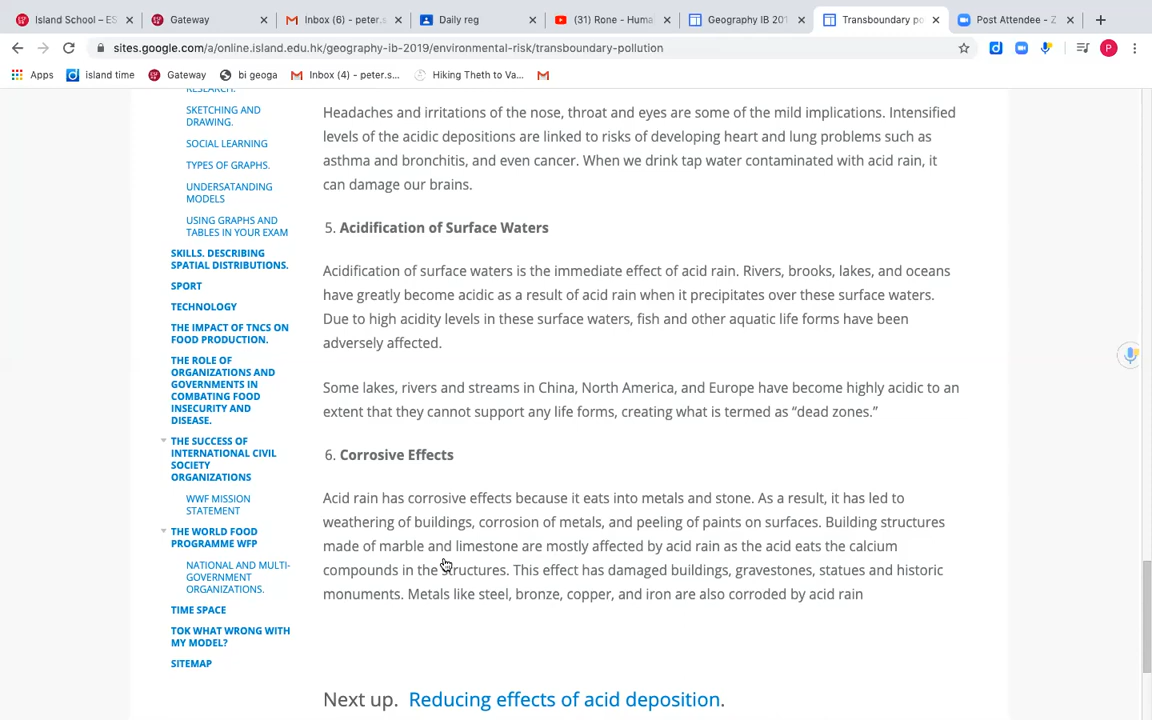 Island School – ES
Gateway
Inbox (6) - peter.s
Daily reg
(31) Rone - Huma
Geography IB 201
Transboundary po
Post Attendee - Z
sites.google.com/a/online.island.edu.hk/geography-ib-2019/environmental-risk/transboundary-pollution
P
Apps
island time
Gateway
bi geoga
Inbox (4) - peter.s...
Hiking Theth to Va...
RESEARCH.
SKETCHING AND
DRAWING.
SOCIAL LEARNING
TYPES OF GRAPHS.
UNDERSATANDING
MODELS
USING GRAPHS AND
TABLES IN YOUR EXAM
SKILLS. DESCRIBING
SPATIAL DISTRIBUTIONS.
SPORT
TECHNOLOGY
THE IMPACT OF TNCS ON
FOOD PRODUCTION.
THE ROLE OF
ORGANIZATIONS AND
GOVERNMENTS IN
COMBATING FOOD
INSECURITY AND
DISEASE.
THE SUCCESS OF
INTERNATIONAL CIVIL
SOCIETY
ORGANIZATIONS
WWF MISSION
STATEMENT
THE WORLD FOOD
PROGRAMME WFP
NATIONAL AND MULTI-
GOVERNMENT
ORGANIZATIONS.
TIME SPACE
TOK WHAT WRONG WITH
MY MODEL?
SITEMAP
Headaches and irritations of the nose, throat and eyes are some of the mild implications. Intensified
levels of the acidic depositions are linked to risks of developing heart and lung problems such as
asthma and bronchitis, and even cancer. When we drink tap water contaminated with acid rain, it
can damage our brains.
5. Acidification of Surface Waters
Acidification of surface waters is the immediate effect of acid rain. Rivers, brooks, lakes, and oceans
have greatly become acidic as a result of acid rain when it precipitates over these surface waters.
Due to high acidity levels in these surface waters, fish and other aquatic life forms have been
adversely affected.
Some lakes, rivers and streams in China, North America, and Europe have become highly acidic to an
extent that they cannot support any life forms, creating what is termed as “dead zones.”
6. Corrosive Effects
Acid rain has corrosive effects because it eats into metals and stone. As a result, it has led to
weathering of buildings, corrosion of metals, and peeling of paints on surfaces. Building structures
made of marble and limestone are mostly affected by acid rain as the acid eats the calcium
compounds in the structures. This effect has damaged buildings, gravestones, statues and historic
monuments. Metals like steel, bronze, copper, and iron are also corroded by acid rain
Next up. Reducing effects of acid deposition.